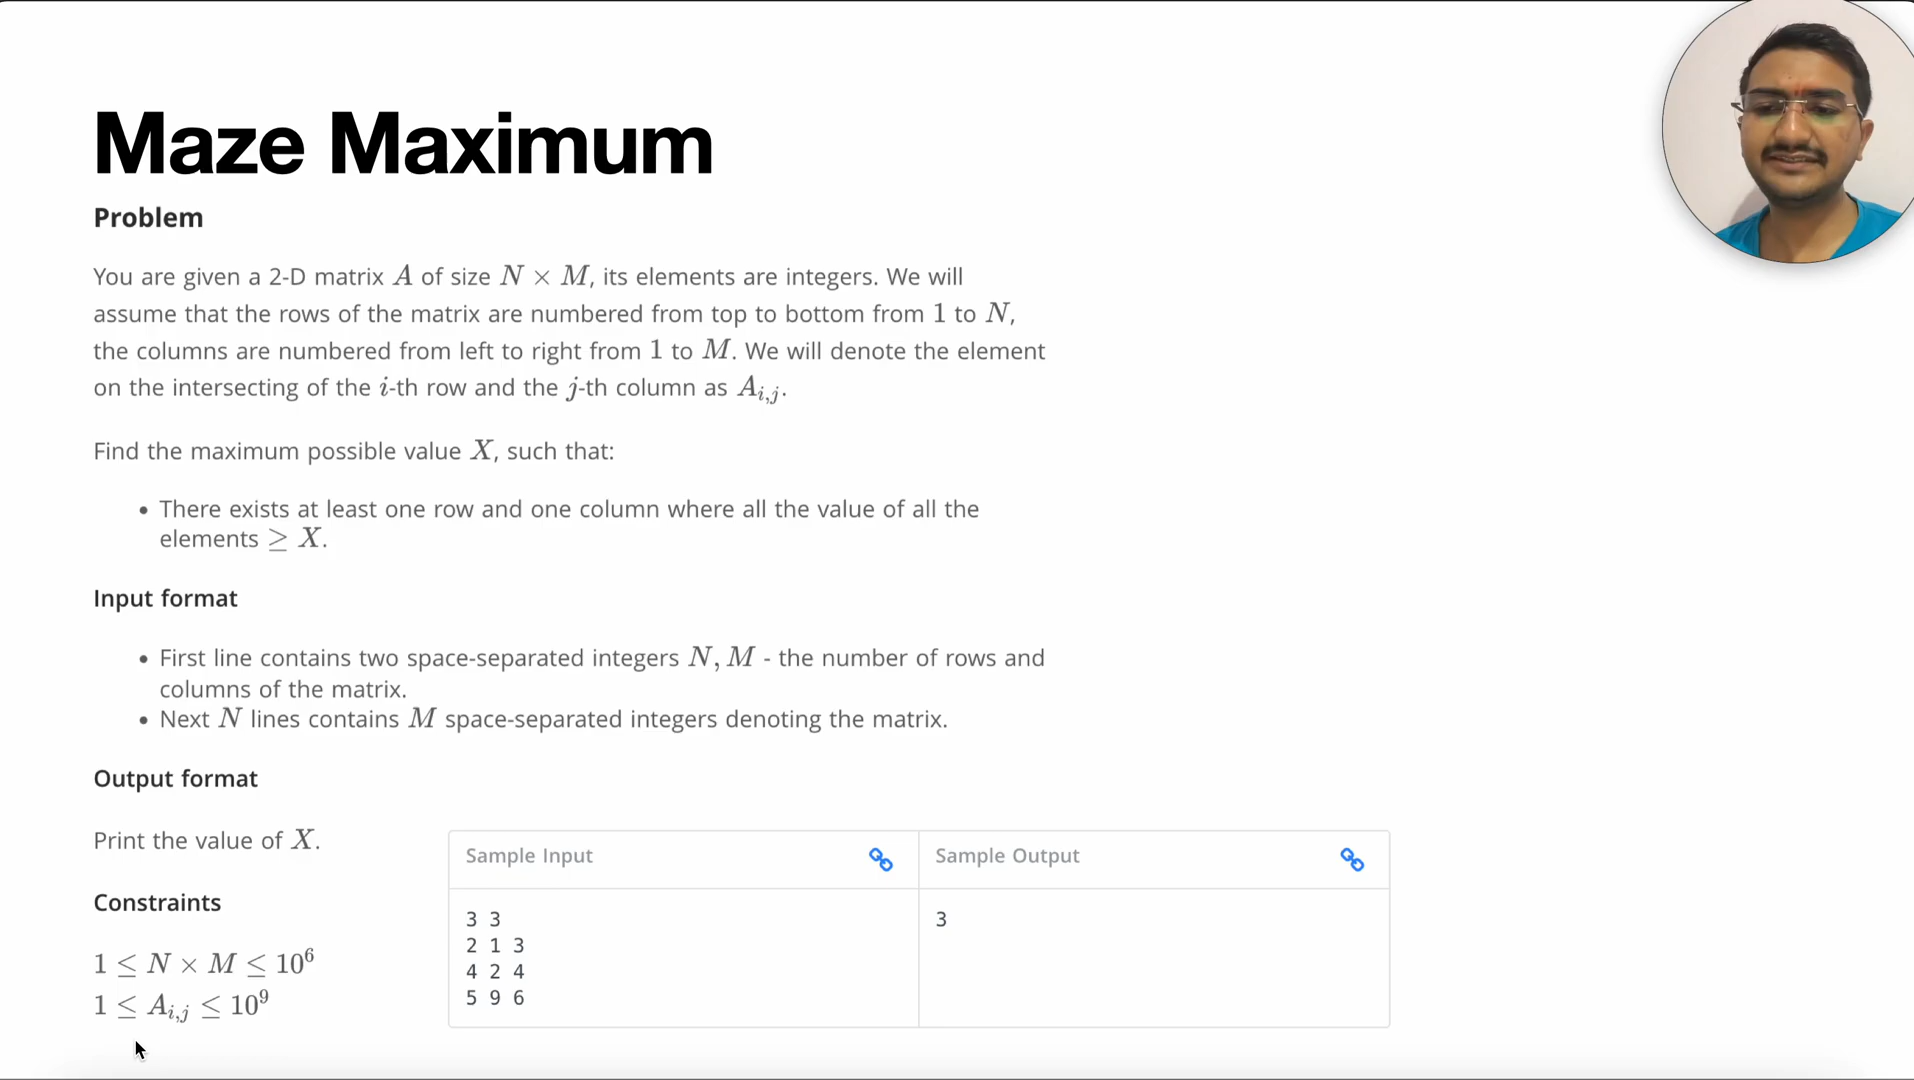 Maze Maximum
Problem
You are given a 2-D matrix A of size N × M, its elements are integers. We will
assume that the rows of the matrix are numbered from top to bottom from 1 to N,
the columns are numbered from left to right from 1 to M. We will denote the element
on the intersecting of the i-th row and the j-th column as A_{i,j}.
Find the maximum possible value X, such that:
• There exists at least one row and one column where all the value of all the
elements ≥ X.
Input format
• First line contains two space-separated integers N, M - the number of rows and
columns of the matrix.
• Next N lines contains M space-separated integers denoting the matrix.
Output format
Print the value of X.
Constraints
1 ≤ N × M ≤ 10^6
1 ≤ A_{i,j} ≤ 10^9
Sample Input
3 3
2 1 3
4 2 4
5 9 6
Sample Output
3